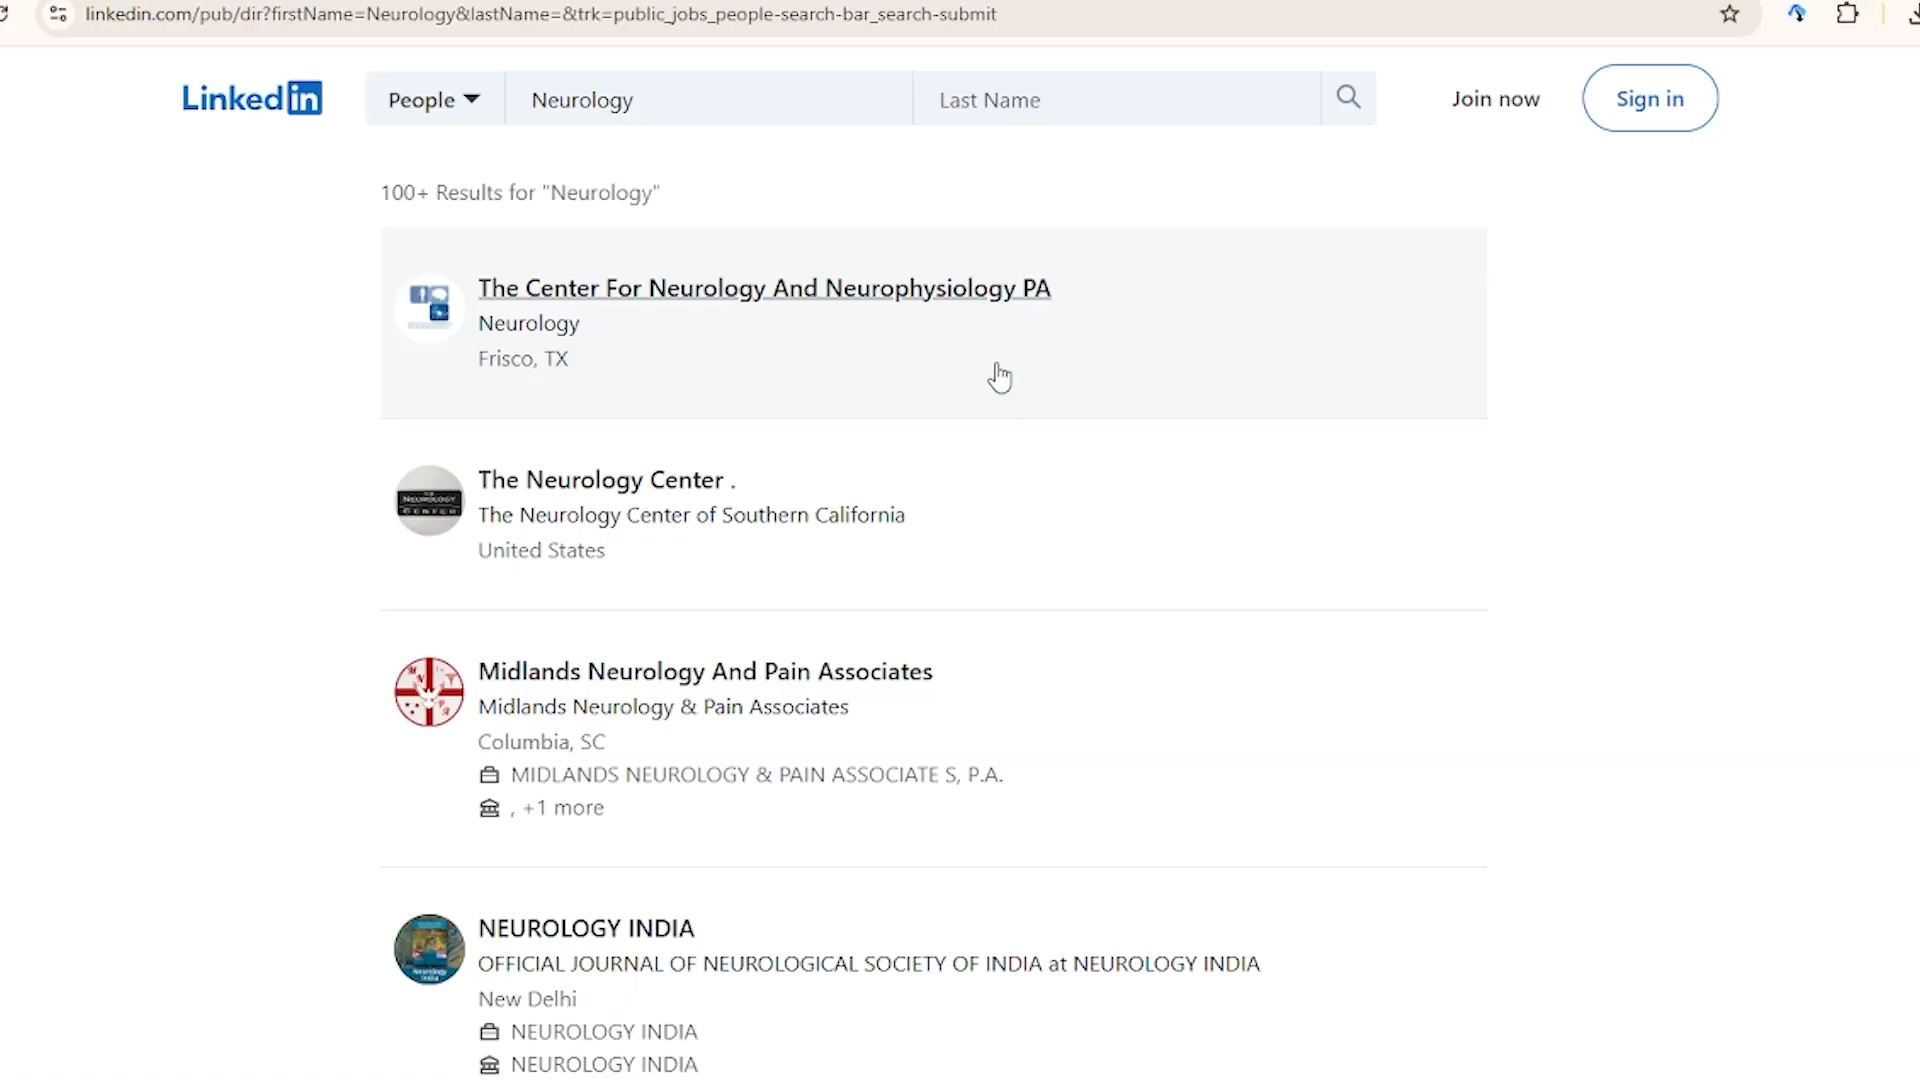 linkedin.com/pub/dir?firstName=Neurology&lastName=&trk=public_jobs_people-search-bar_search-submit
Linkedin People Neurology Last Name Join now Sign in
100+ Results for "Neurology"
The Center For Neurology And Neurophysiology PA
Neurology
Frisco, TX
The Neurology Center .
The Neurology Center of Southern California
United States
Midlands Neurology And Pain Associates
Midlands Neurology & Pain Associates
Columbia, SC
MIDLANDS NEUROLOGY & PAIN ASSOCIATE S, P.A.
, +1 more
NEUROLOGY INDIA
OFFICIAL JOURNAL OF NEUROLOGICAL SOCIETY OF INDIA at NEUROLOGY INDIA
New Delhi
NEUROLOGY INDIA
NEUROLOGY INDIA